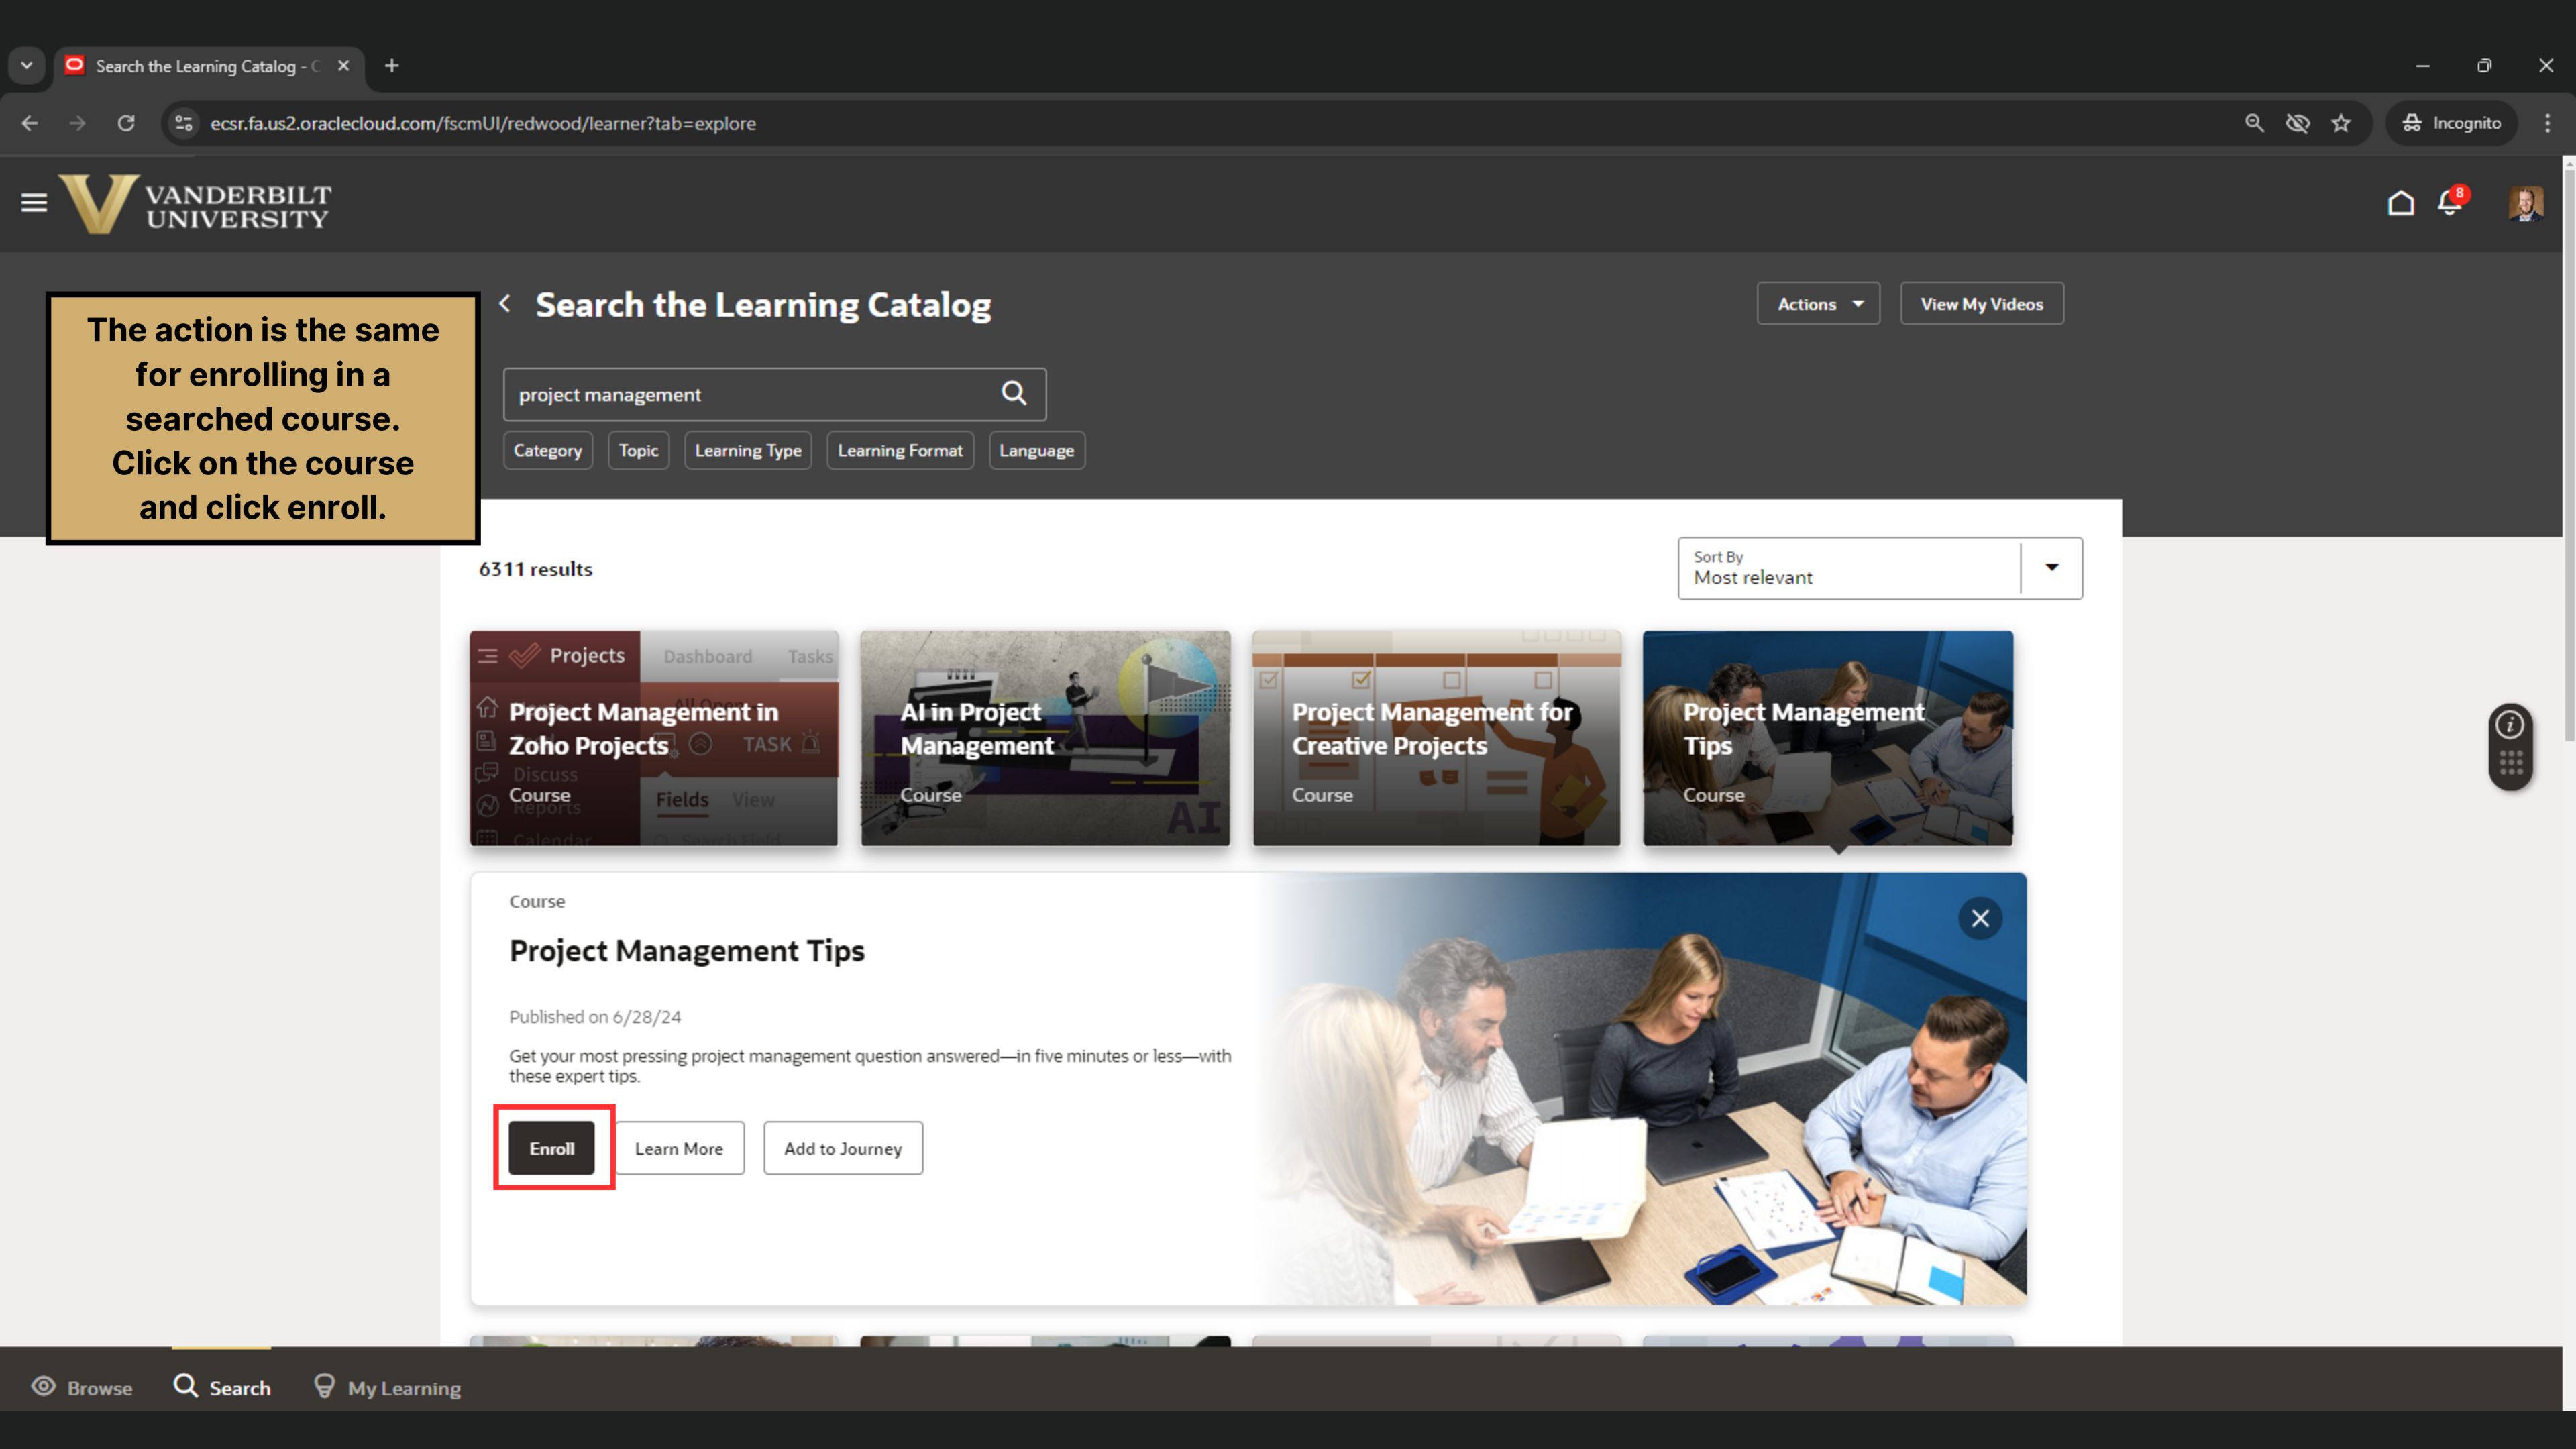 Search the Learning Catalog - C
ecsr.fa.us2.oraclecloud.com/fscmUI/redwood/learner?tab=explore
Incognito
VANDERBILT
UNIVERSITY
8
The action is the same
for enrolling in a
searched course.
Click on the course
and click enroll.
Search the Learning Catalog
Actions
View My Videos
project management
Category
Topic
Learning Type
Learning Format
Language
6311 results
Sort By
Most relevant
Projects
Dashboard
Tasks
Project Management in
Zoho Projects
TASK
Discuss
Course
Reports
Fields
View
Calendar
Search Field
AI in Project
Management
Course
AI
Project Management for
Creative Projects
Course
Project Management
Tips
Course
Course
Project Management Tips
Published on 6/28/24
Get your most pressing project management question answered—in five minutes or less—with
these expert tips.
Enroll
Learn More
Add to Journey
Browse
Search
My Learning